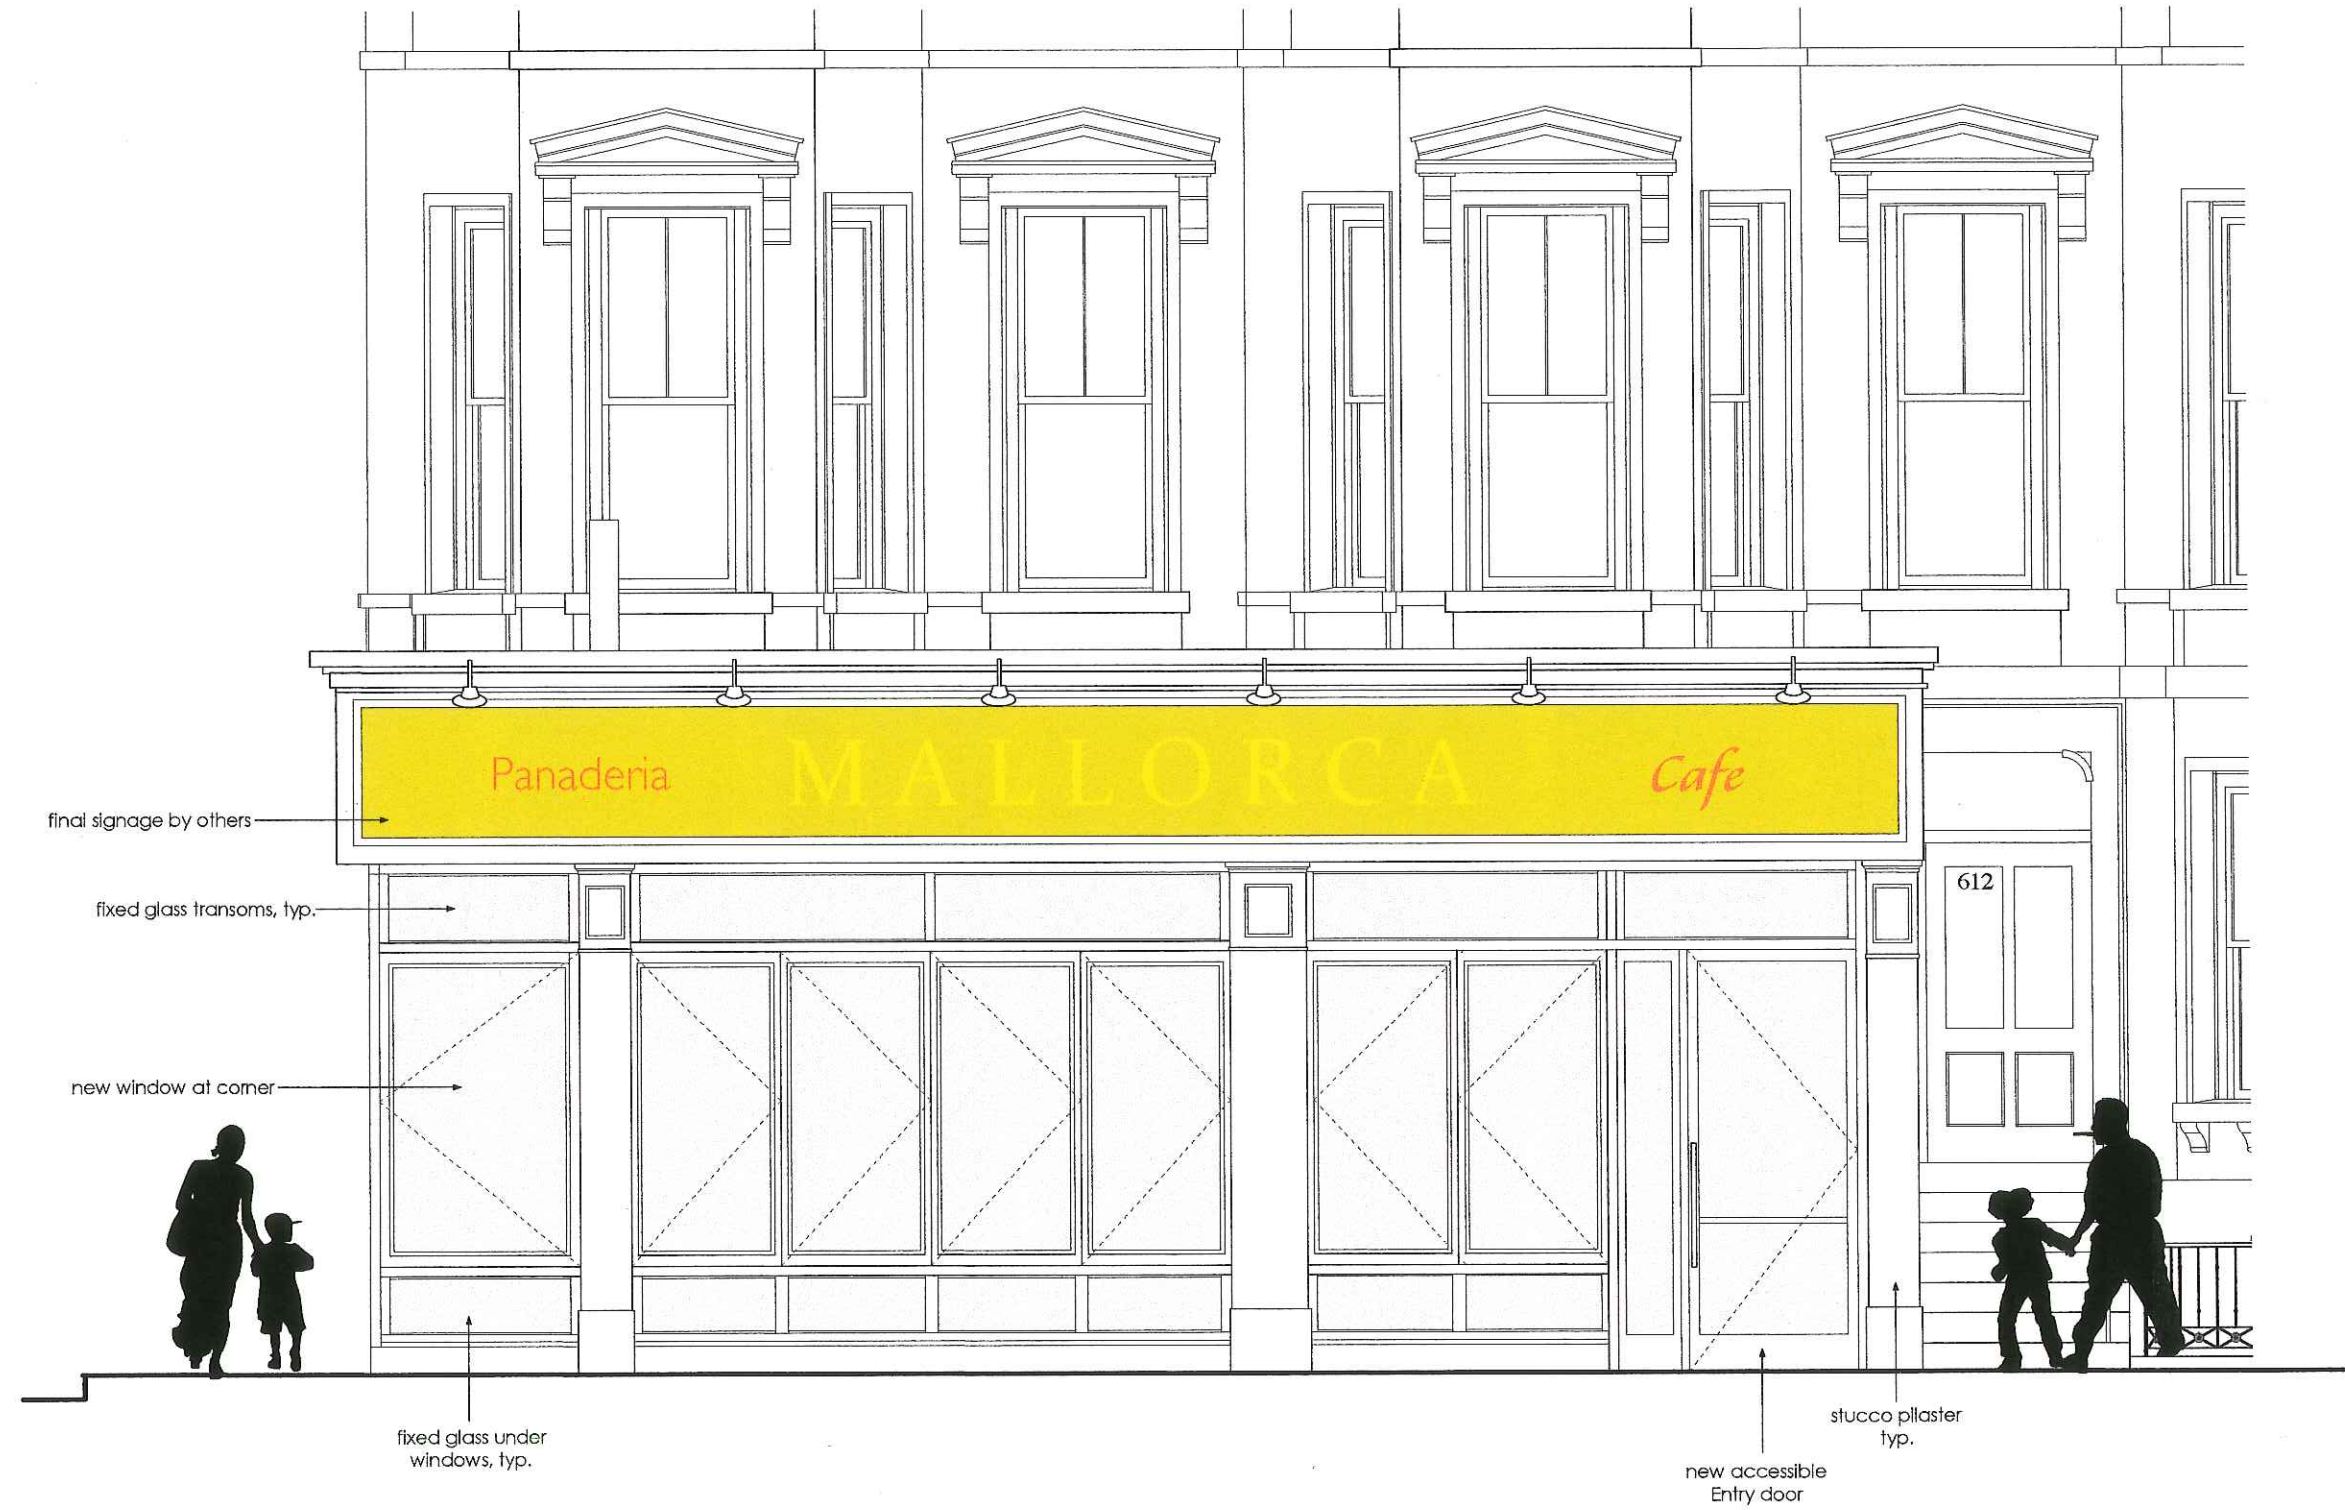 Panaderia MALLORCA Cafe
final signage by others
fixed glass transoms, typ.
612
new window at corner
fixed glass under
windows, typ.
stucco pilaster
typ.
new accessible
Entry door